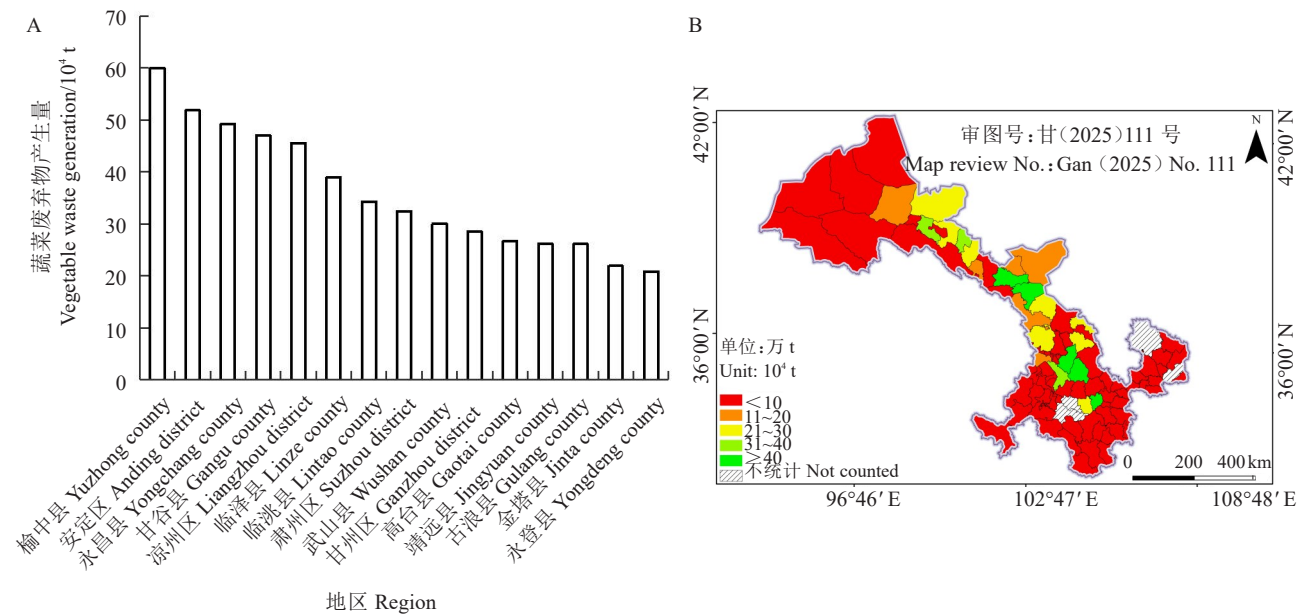 A
蔬菜废弃物产生量
Vegetable waste generation/10⁴ t
70
60
50
40
30
20
10
0
榆中县 Yuzhong county
安定区 Anding district
永昌县 Yongchang county
甘谷县 Gangu county
凉州区 Liangzhou district
临泽县 Linze county
临洮县 Lintao county
肃州区 Suzhou district
武山县 Wushan county
甘州区 Ganzhou district
高台县 Gaotai county
靖远县 Jingyuan county
古浪县 Gulang county
金塔县 Jinta county
永登县 Yongdeng county
地区 Region
B
审图号:甘(2025)111 号
Map review No.:Gan (2025) No. 111
N
42°00′ N
36°00′ N
42°00′ N
36°00′ N
单位:万 t
Unit: 10⁴ t
<10
11~20
21~30
31~40
≥40
不统计 Not counted
0 200 400 km
96°46′ E 102°47′ E 108°48′ E